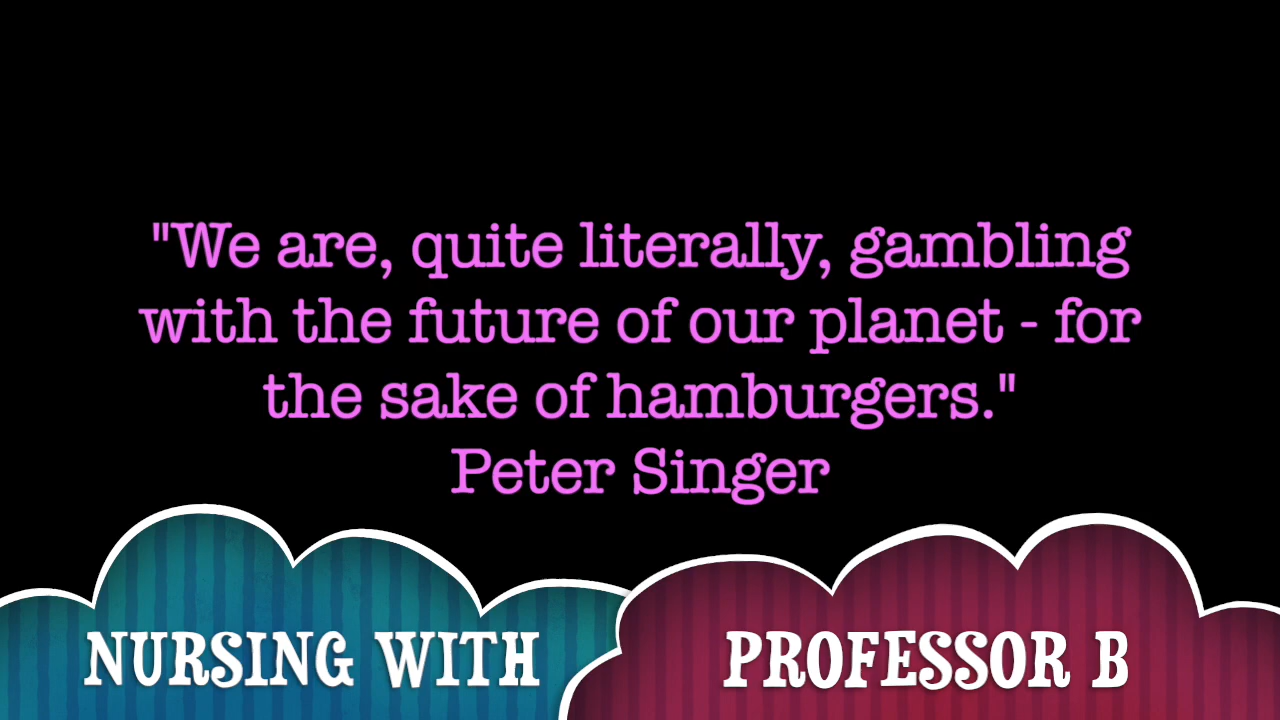 "We are, quite literally, gambling
with the future of our planet - for
the sake of hamburgers."
Peter Singer
NURSING WITH
PROFESSOR B